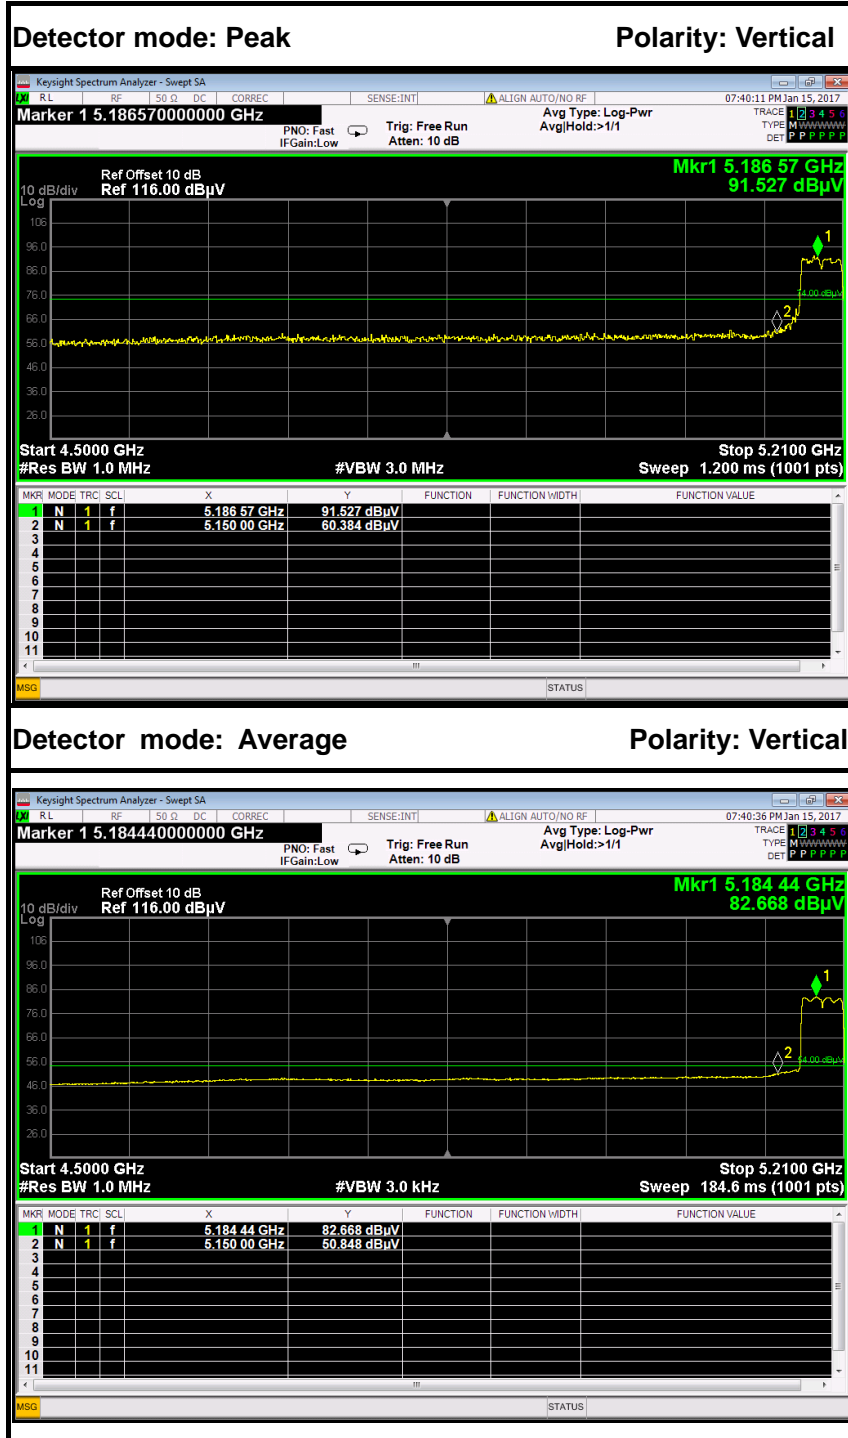 Detector mode: Peak Polarity: Vertical
Keysight Spectrum Analyzer - Swept SA
LXI RL RF 50 Ω DC CORREC SENSE:INT ALIGN AUTO/NO RF 07:40:11 PM Jan 15, 2017
Marker 1 5.186570000000 GHz
PNO: Fast
IFGain:Low
Trig: Free Run
Atten: 10 dB
Avg Type: Log-Pwr
Avg|Hold:>1/1
TRACE 1 2 3 4 5 6
TYPE M WWWWW
DET P P P P P P
Mkr1 5.186 57 GHz
91.527 dBµV
Ref Offset 10 dB
10 dB/div Ref 116.00 dBµV
Log
106
96.0
86.0
76.0
66.0
56.0
46.0
36.0
26.0
1
74.00 dBµV
2
Start 4.5000 GHz Stop 5.2100 GHz
#Res BW 1.0 MHz #VBW 3.0 MHz Sweep 1.200 ms (1001 pts)
MKR MODE TRC SCL X Y FUNCTION FUNCTION WIDTH FUNCTION VALUE
1 N 1 f 5.186 57 GHz 91.527 dBµV
2 N 1 f 5.150 00 GHz 60.384 dBµV
3
4
5
6
7
8
9
10
11
MSG STATUS
Detector mode: Average Polarity: Vertical
Keysight Spectrum Analyzer - Swept SA
LXI RL RF 50 Ω DC CORREC SENSE:INT ALIGN AUTO/NO RF 07:40:36 PM Jan 15, 2017
Marker 1 5.184440000000 GHz
PNO: Fast
IFGain:Low
Trig: Free Run
Atten: 10 dB
Avg Type: Log-Pwr
Avg|Hold:>1/1
TRACE 1 2 3 4 5 6
TYPE M WWWWW
DET P P P P P P
Mkr1 5.184 44 GHz
82.668 dBµV
Ref Offset 10 dB
10 dB/div Ref 116.00 dBµV
Log
106
96.0
86.0
76.0
66.0
56.0
46.0
36.0
26.0
1
54.00 dBµV
2
Start 4.5000 GHz Stop 5.2100 GHz
#Res BW 1.0 MHz #VBW 3.0 kHz Sweep 184.6 ms (1001 pts)
MKR MODE TRC SCL X Y FUNCTION FUNCTION WIDTH FUNCTION VALUE
1 N 1 f 5.184 44 GHz 82.668 dBµV
2 N 1 f 5.150 00 GHz 50.848 dBµV
3
4
5
6
7
8
9
10
11
MSG STATUS